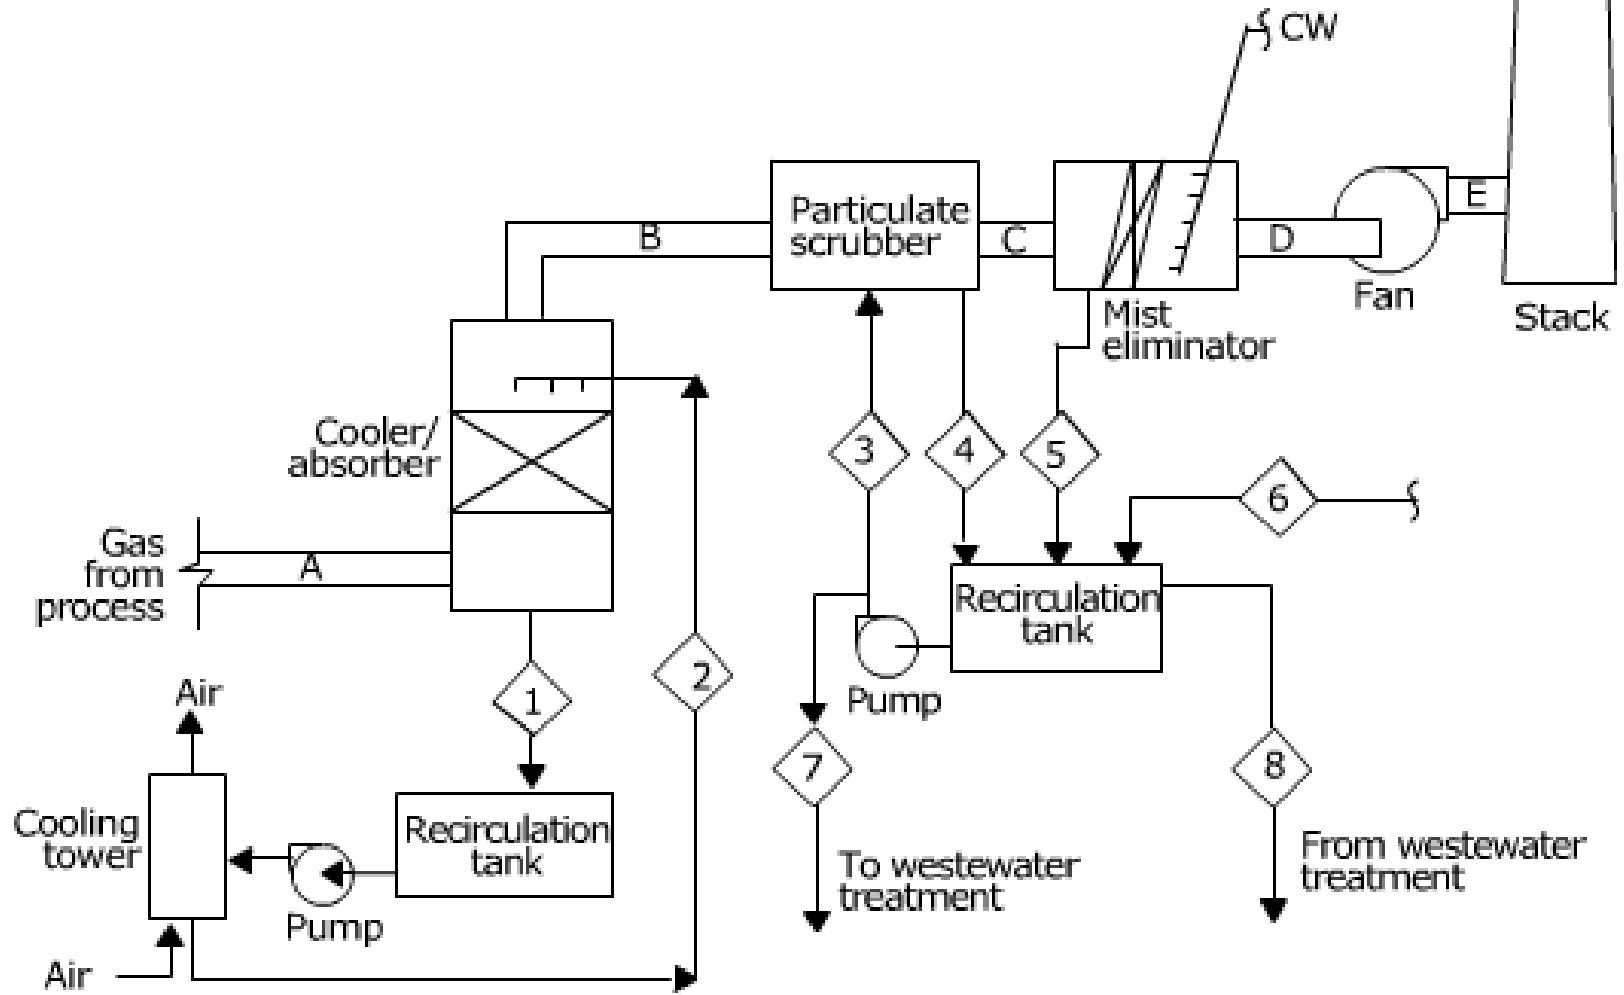 CW
Particulate
scrubber
B
C
D
E
Fan
Stack
Mist
eliminator
Cooler/
absorber
3
4
5
6
Gas
from
process
A
Recirculation
tank
Pump
1
2
7
8
Air
Cooling
tower
Recirculation
tank
Pump
Air
To westewater
treatment
From westewater
treatment